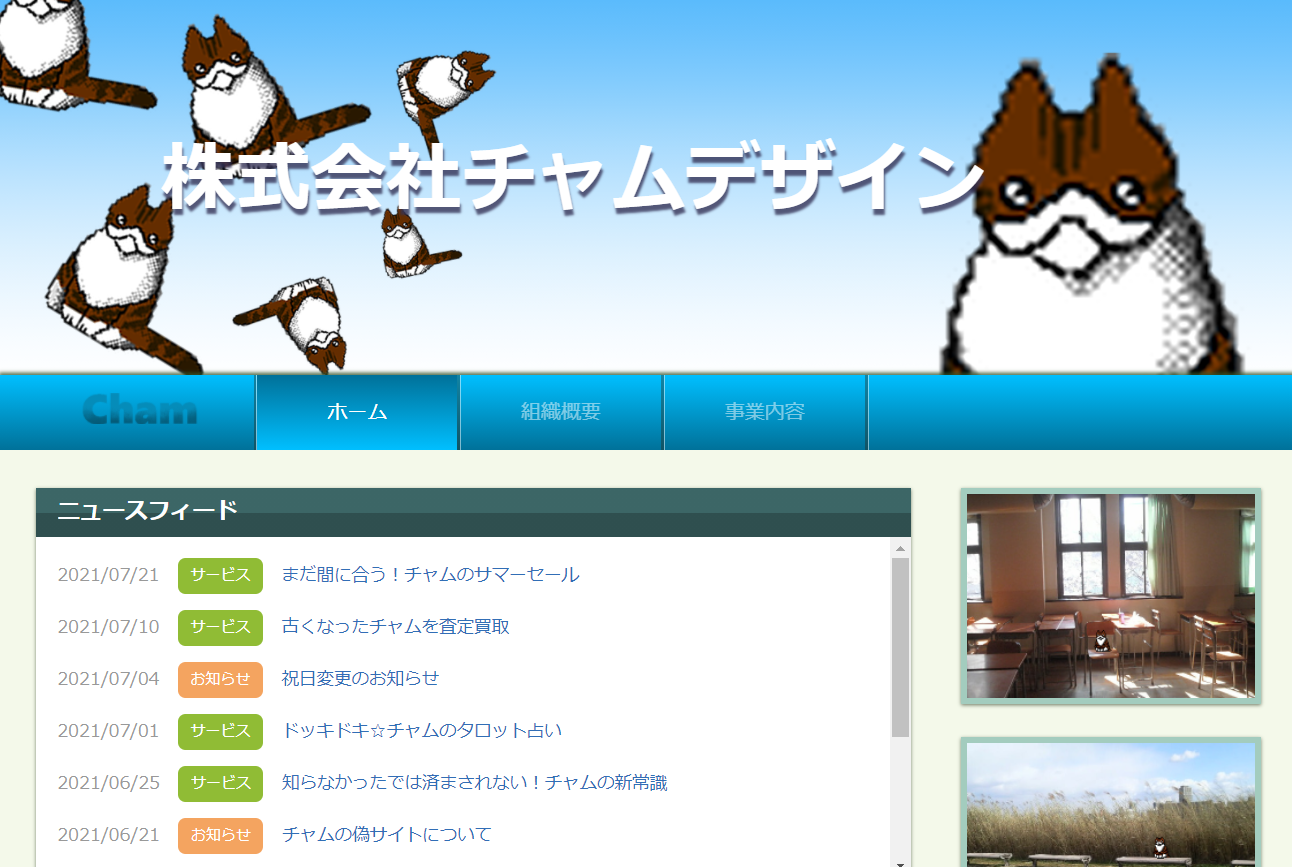 株式会社チャムデザイン
Cham ホーム 組織概要 事業内容
ニュースフィード
2021/07/21 サービス まだ間に合う！チャムのサマーセール
2021/07/10 サービス 古くなったチャムを査定買取
2021/07/04 お知らせ 祝日変更のお知らせ
2021/07/01 サービス ドッキドキ☆チャムのタロット占い
2021/06/25 サービス 知らなかったでは済まされない！チャムの新常識
2021/06/21 お知らせ チャムの偽サイトについて